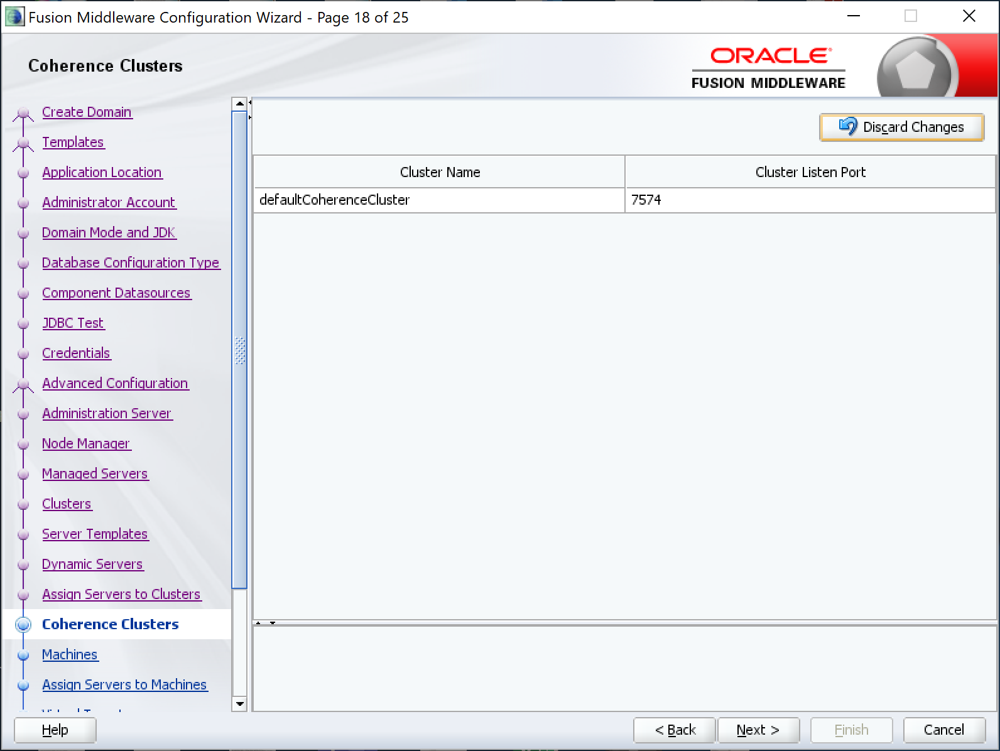 Fusion Middleware Configuration Wizard - Page 18 of 25
Coherence Clusters
ORACLE
FUSION MIDDLEWARE
Create Domain
Templates
Application Location
Administrator Account
Domain Mode and JDK
Database Configuration Type
Component Datasources
JDBC Test
Credentials
Advanced Configuration
Administration Server
Node Manager
Managed Servers
Clusters
Server Templates
Dynamic Servers
Assign Servers to Clusters
Coherence Clusters
Machines
Assign Servers to Machines
Discard Changes
Cluster Name Cluster Listen Port
defaultCoherenceCluster 7574
Help
< Back
Next >
Finish
Cancel